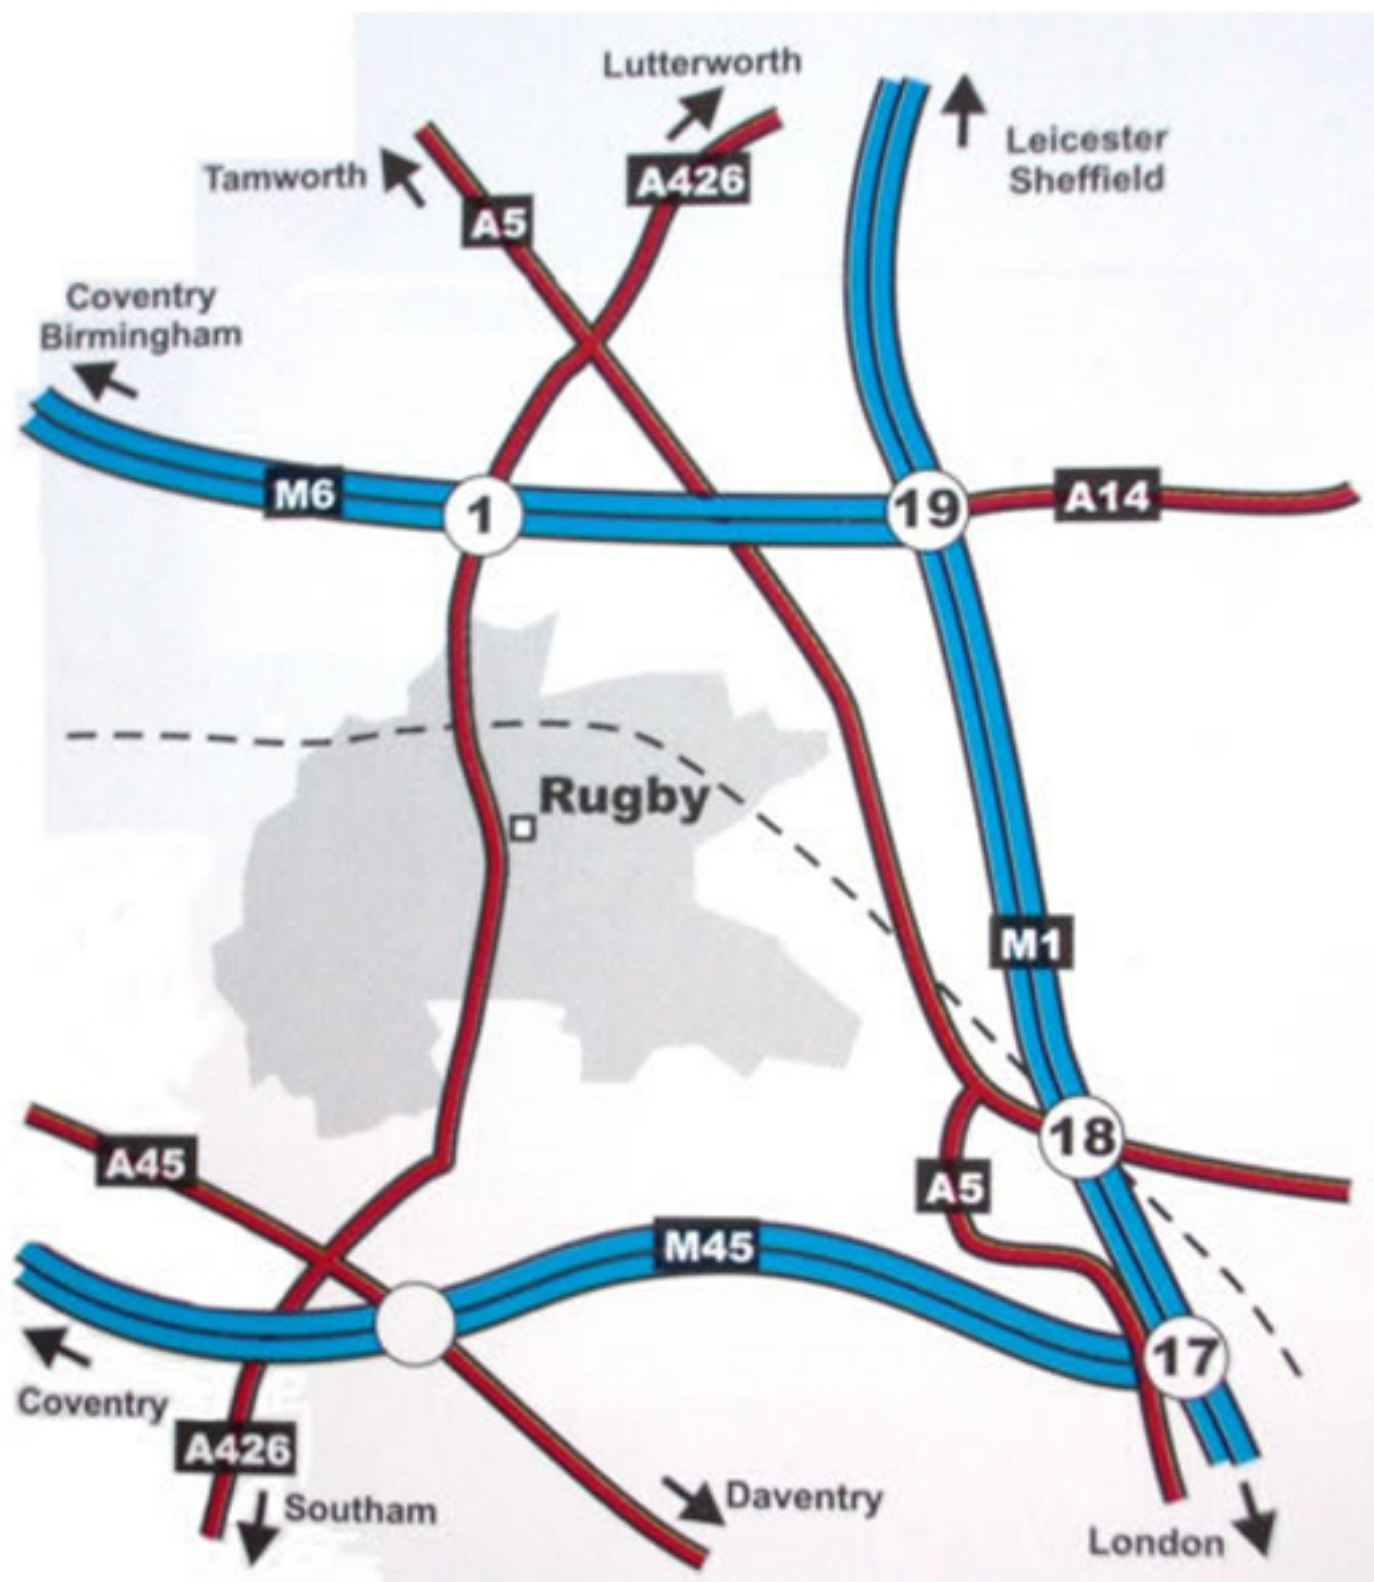 Lutterworth
Leicester
Sheffield
Tamworth
A426
A5
Coventry
Birmingham
M6
1
19
A14
Rugby
M1
18
A45
A5
M45
17
Coventry
A426
Southam
Daventry
London